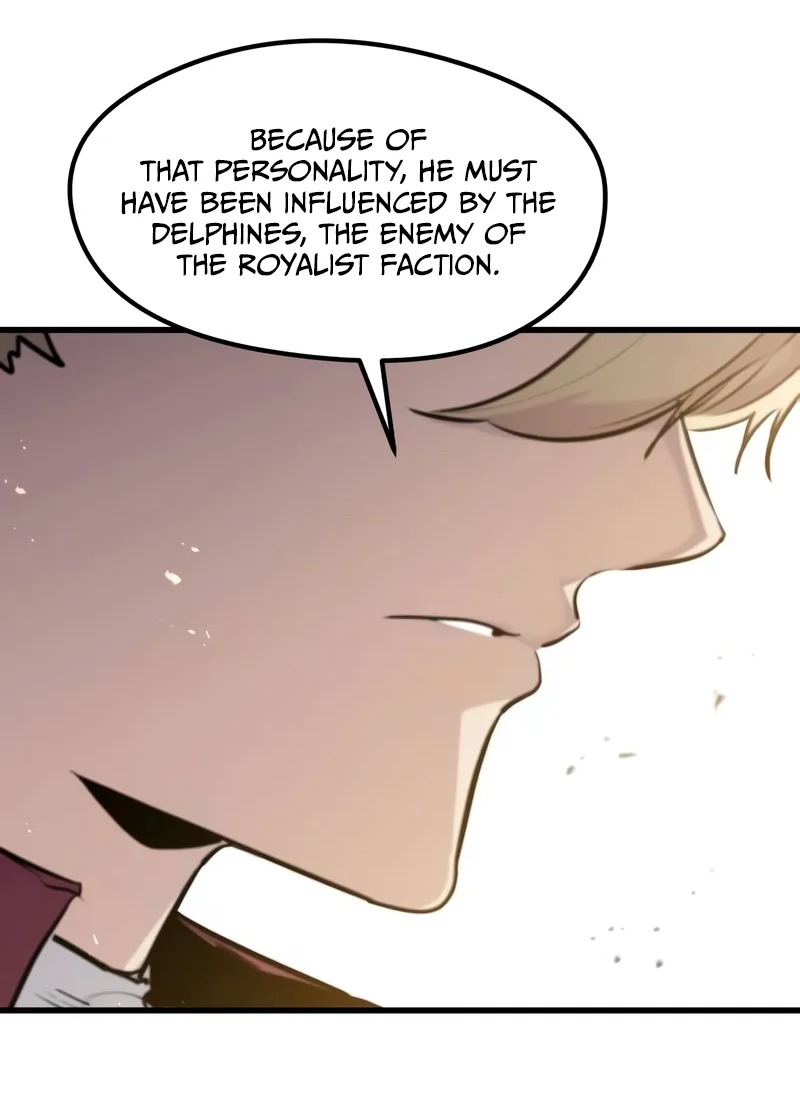 BECAUSE OF
THAT PERSONALITY, HE MUST
HAVE BEEN INFLUENCED BY THE
DELPHINES, THE ENEMY OF
THE ROYALIST FACTION.